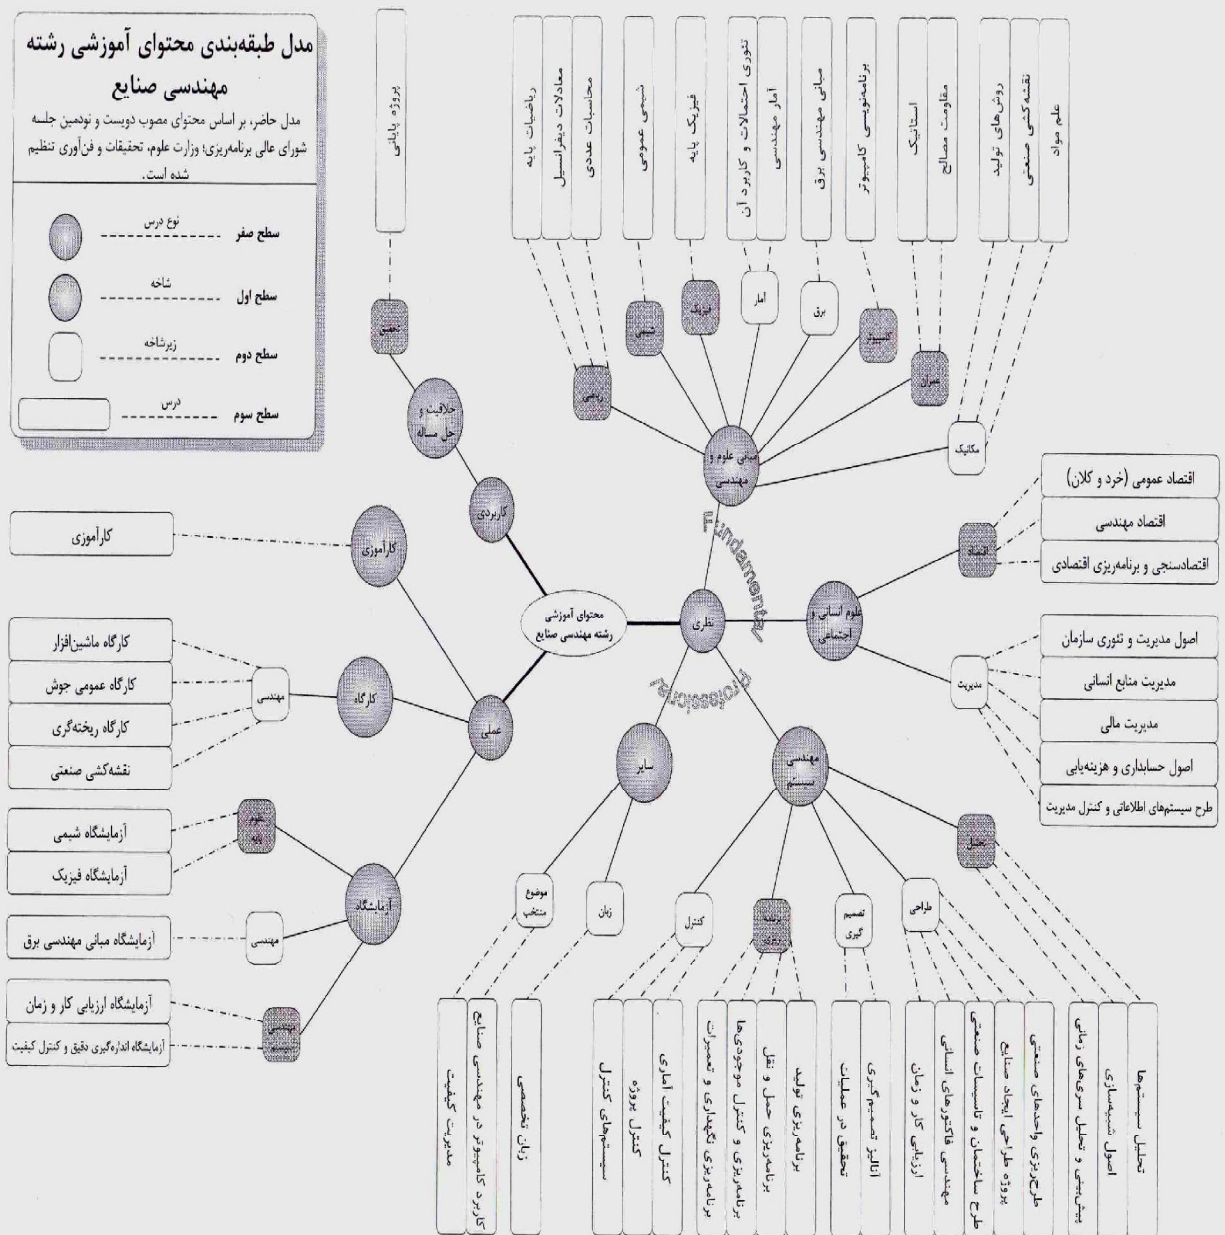 مدل طبقه‌بندی محتوای آموزشی رشته
مهندسی صنایع
مدل حاضر، بر اساس محتوای مصوب دویست و نودمین جلسه
شورای عالی برنامه‌ریزی؛ وزارت علوم، تحقیقات و فن‌آوری تنظیم
شده است.
نوع درس
سطح صفر
شاخه
سطح اول
زیرشاخه
سطح دوم
درس
سطح سوم
پروژه پایانی
ریاضیات پایه
معادلات دیفرانسیل
محاسبات عددی
شیمی عمومی
فیزیک پایه
تئوری احتمالات و کاربرد آن
آمار مهندسی
مبانی مهندسی برق
برنامه‌نویسی کامپیوتر
استاتیک
مقاومت مصالح
روش‌های تولید
نقشه‌کشی صنعتی
علم مواد
تحقیق
ریاضی
شیمی
فیزیک
آمار
برق
کامپیوتر
عمران
مکانیک
خلاقیت و
حل مساله
مبانی علوم و
مهندسی
کاربردی
کارآموزی
کارآموزی
Fundamental
Professional
محتوای آموزشی
رشته مهندسی صنایع
نظری
علوم انسانی و
اجتماعی
اقتصاد
اقتصاد عمومی (خرد و کلان)
اقتصاد مهندسی
اقتصادسنجی و برنامه‌ریزی اقتصادی
مدیریت
اصول مدیریت و تئوری سازمان
مدیریت منابع انسانی
مدیریت مالی
اصول حسابداری و هزینه‌یابی
طرح سیستم‌های اطلاعاتی و کنترل مدیریت
عملی
کارگاه
مهندسی
کارگاه ماشین‌افزار
کارگاه عمومی جوش
کارگاه ریخته‌گری
نقشه‌کشی صنعتی
سایر
مهندسی
سیستم
آزمایشگاه
علوم
پایه
آزمایشگاه شیمی
آزمایشگاه فیزیک
مهندسی
آزمایشگاه مبانی مهندسی برق
مهندسی
سیستم
آزمایشگاه ارزیابی کار و زمان
آزمایشگاه اندازه‌گیری دقیق و کنترل کیفیت
موضوع
منتخب
زبان
کنترل
برنامه
ریزی
تصمیم
گیری
طراحی
تحلیل
مدیریت کیفیت
کاربرد کامپیوتر در مهندسی صنایع
زبان تخصصی
سیستم‌های کنترل
کنترل پروژه
کنترل کیفیت آماری
برنامه‌ریزی نگهداری و تعمیرات
برنامه‌ریزی و کنترل موجودی‌ها
برنامه‌ریزی حمل و نقل
برنامه‌ریزی تولید
تحقیق در عملیات
آنالیز تصمیم‌گیری
ارزیابی کار و زمان
مهندسی فاکتورهای انسانی
طرح ساختمان و تاسیسات صنعتی
پروژه طراحی ایجاد صنایع
طرح‌ریزی واحدهای صنعتی
پیش‌بینی و تحلیل سری‌های زمانی
اصول شبیه‌سازی
تحلیل سیستم‌ها